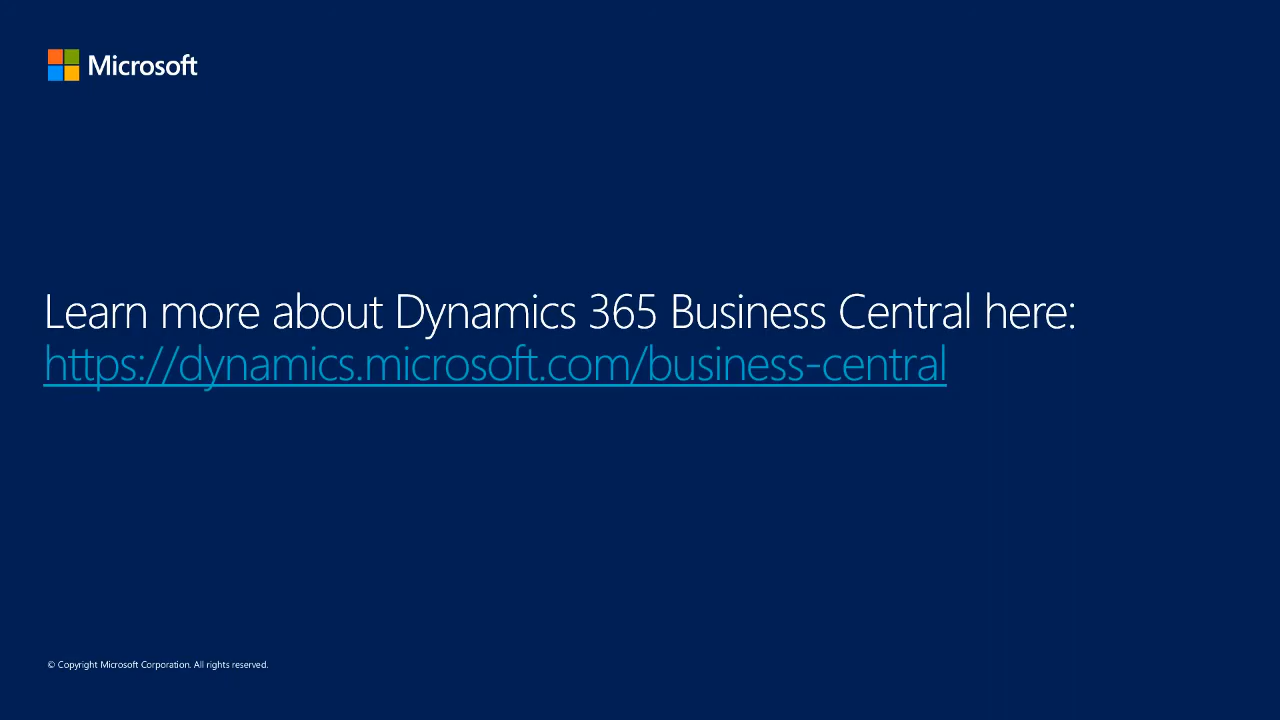 Microsoft
Learn more about Dynamics 365 Business Central here:
https://dynamics.microsoft.com/business-central
© Copyright Microsoft Corporation. All rights reserved.